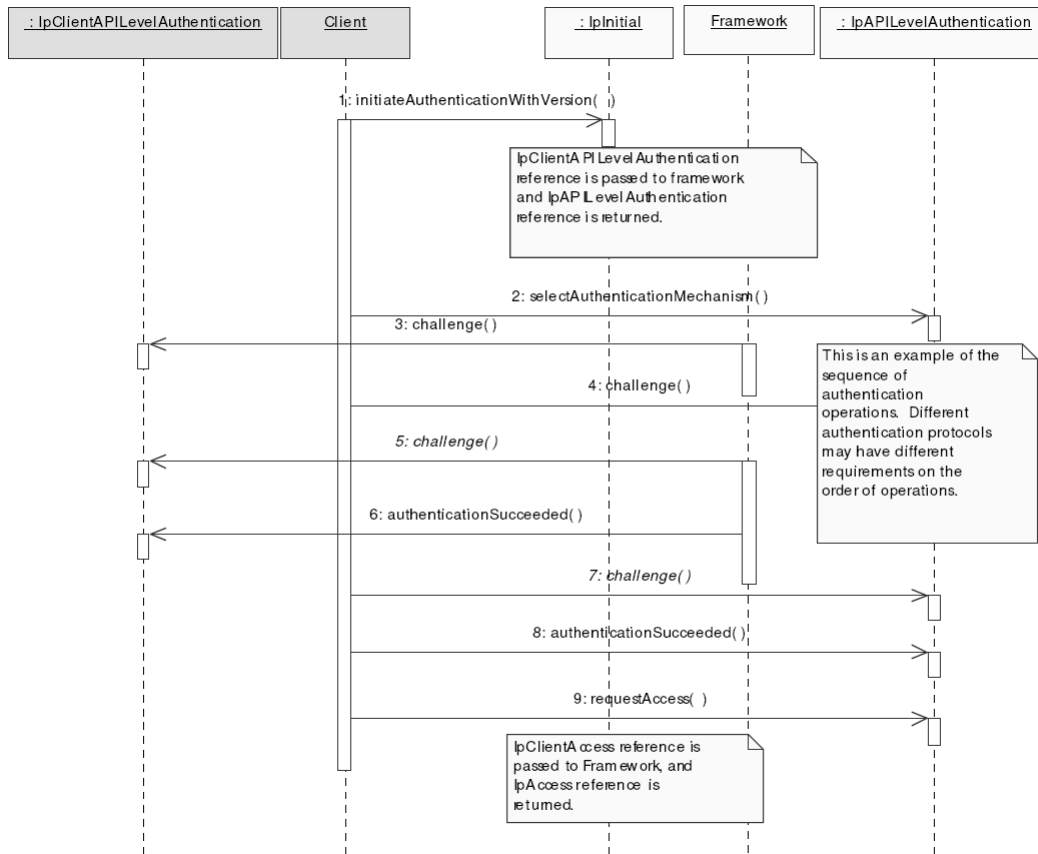 : IpClientAPILevelAuthentication
Client
: IpInitial
Framework
: IpAPILevelAuthentication
1: initiateAuthenticationWithVersion( )
IpClientAPILevelAuthentication
reference is passed to framework
and IpAPILevelAuthentication
reference is returned.
2: selectAuthenticationMechanism( )
3: challenge( )
This is an example of the
sequence of
authentication
operations. Different
authentication protocols
may have different
requirements on the
order of operations.
4: challenge( )
5: challenge( )
6: authenticationSucceeded( )
7: challenge( )
8: authenticationSucceeded( )
9: requestAccess( )
IpClientAccess reference is
passed to Framework, and
IpAccess reference is
returned.